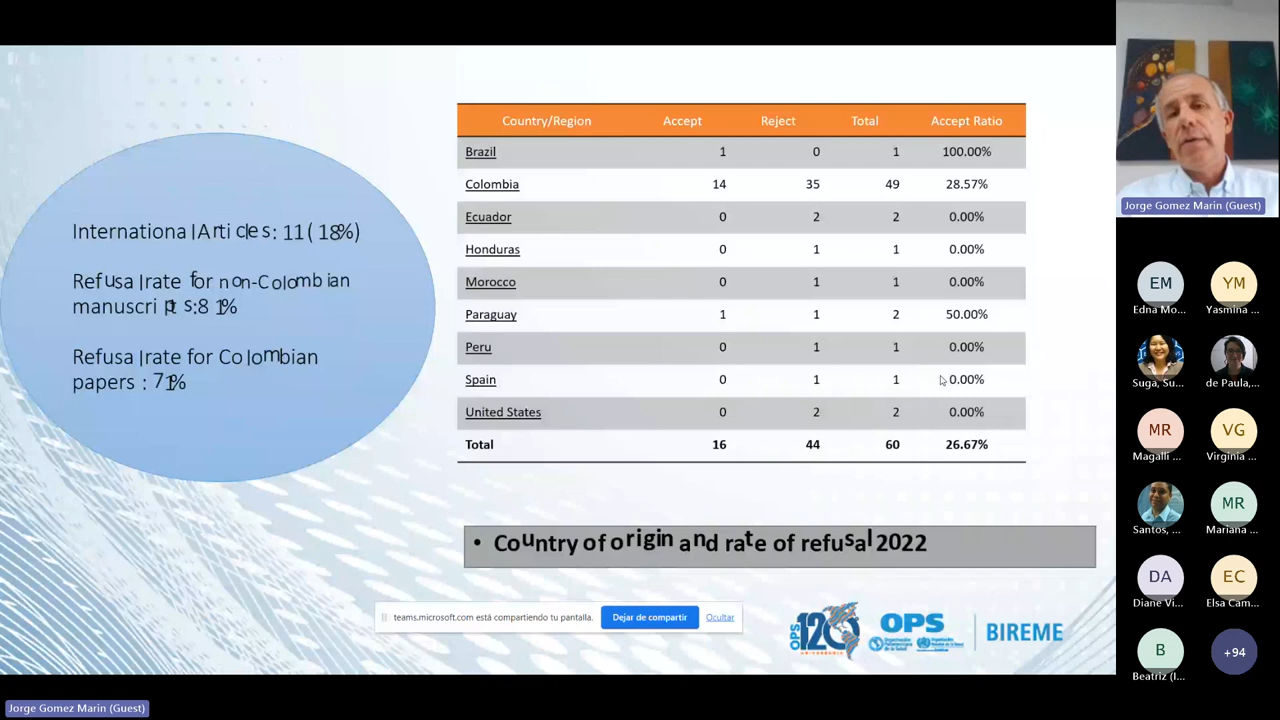 International Articles: 11 (18%)
Refusal rate for non-Colombian
manuscripts:81%
Refusal rate for Colombian
papers : 71%
Country/Region Accept Reject Total Accept Ratio
Brazil 1 0 1 100.00%
Colombia 14 35 49 28.57%
Ecuador 0 2 2 0.00%
Honduras 0 1 1 0.00%
Morocco 0 1 1 0.00%
Paraguay 1 1 2 50.00%
Peru 0 1 1 0.00%
Spain 0 1 1 0.00%
United States 0 2 2 0.00%
Total 16 44 60 26.67%
• Country of origin and rate of refusal 2022
teams.microsoft.com está compartiendo tu pantalla. Dejar de compartir Ocultar
OPS 120 OPS BIREME
Jorge Gomez Marin (Guest)
EM YM
Edna Mo... Yasmina ...
Suga, Su... de Paula,...
MR VG
Magalli ... Virginia ...
MR
Santos, ... Mariana ...
DA EC
Diane Vi... Elsa Cam...
B +94
Beatriz (I...
Jorge Gomez Marin (Guest)